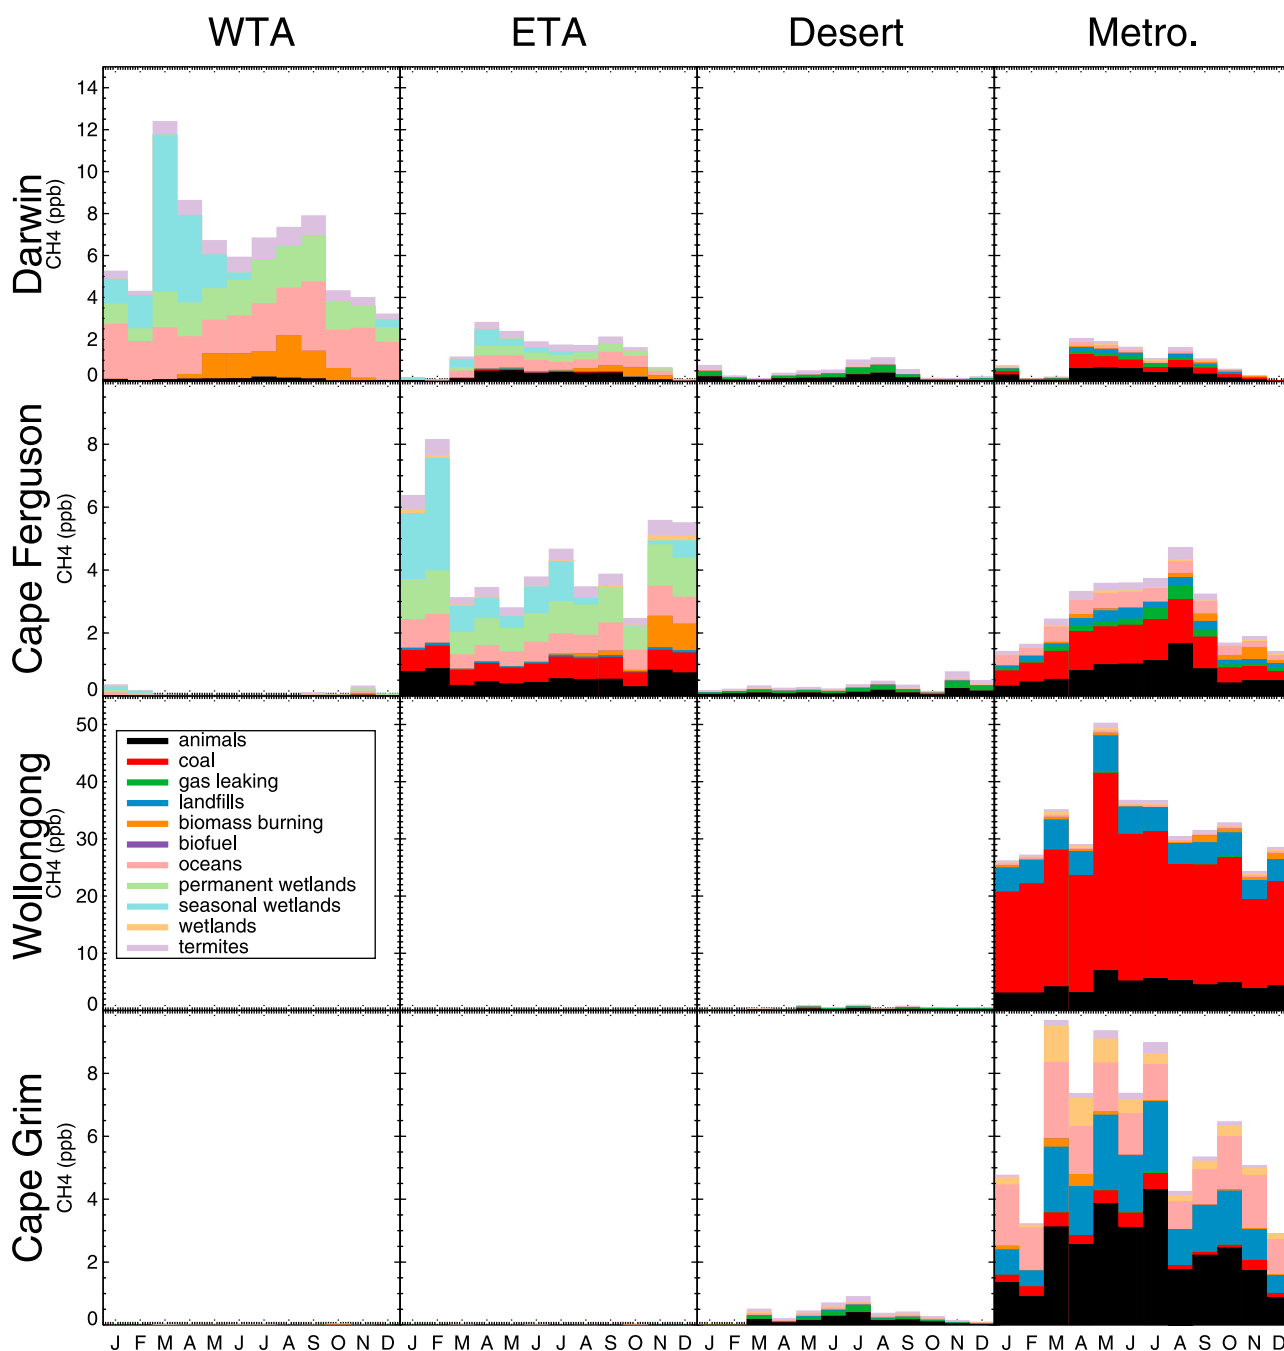 WTA ETA Desert Metro.
Darwin
CH4 (ppb)
14
12
10
8
6
4
2
0
Cape Ferguson
CH4 (ppb)
8
6
4
2
0
Wollongong
CH4 (ppb)
50
40
30
20
10
0
animals
coal
gas leaking
landfills
biomass burning
biofuel
oceans
permanent wetlands
seasonal wetlands
wetlands
termites
Cape Grim
CH4 (ppb)
8
6
4
2
0
J F M A M J J A S O N D J F M A M J J A S O N D J F M A M J J A S O N D J F M A M J J A S O N D